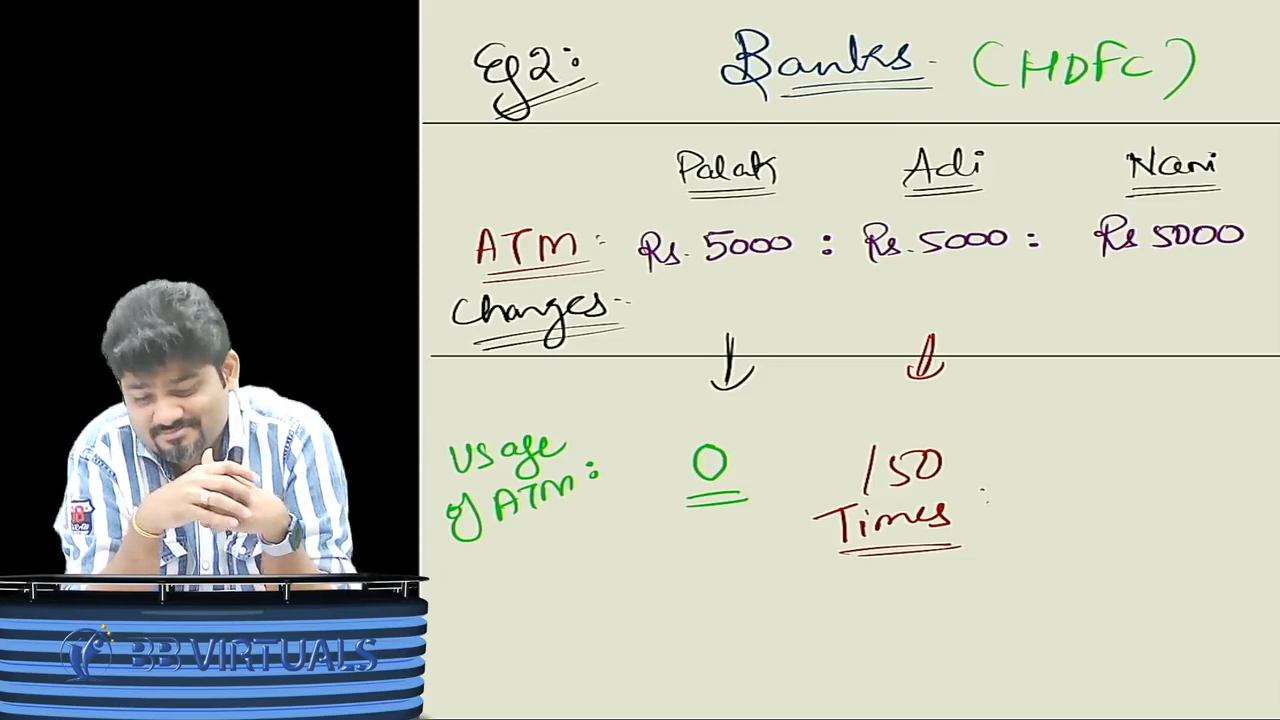 Eg 2: Banks. (HDFC)
Palak Adi Nani
ATM: Rs. 5000 : Rs. 5000 : Rs 5000
Charges
Usage 0 150
of ATM: Times
BB VIRTUALS